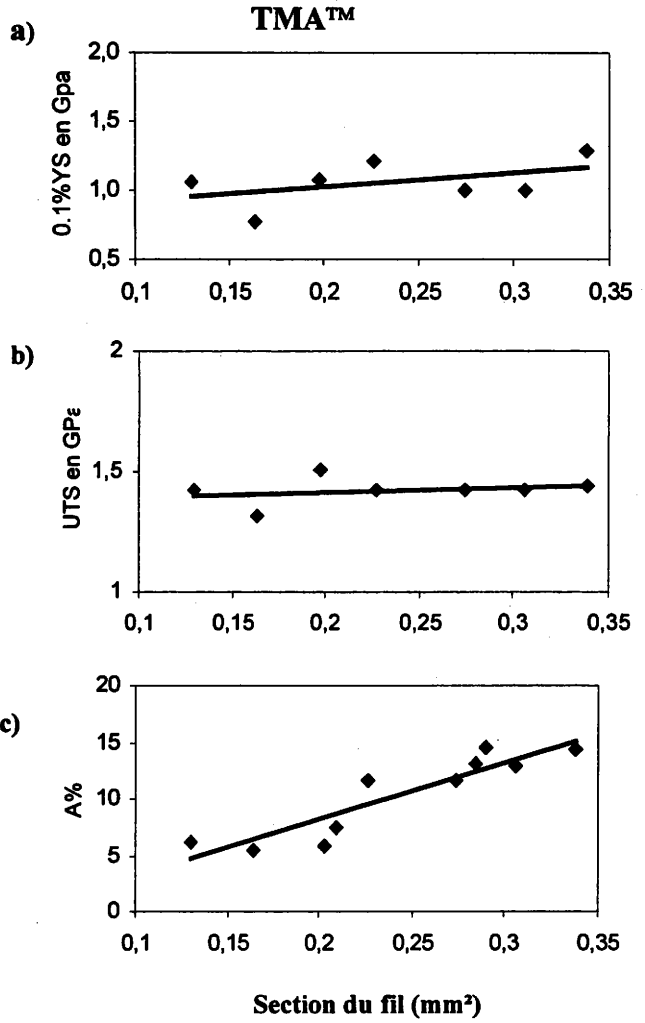 TMA™
a)
0.1%YS en Gpa
2,0
1,5
1,0
0,5
0,1 0,15 0,2 0,25 0,3 0,35
b)
UTS en GPε
2
1,5
1
0,1 0,15 0,2 0,25 0,3 0,35
c)
A%
20
15
10
5
0
0,1 0,15 0,2 0,25 0,3 0,35
Section du fil (mm²)